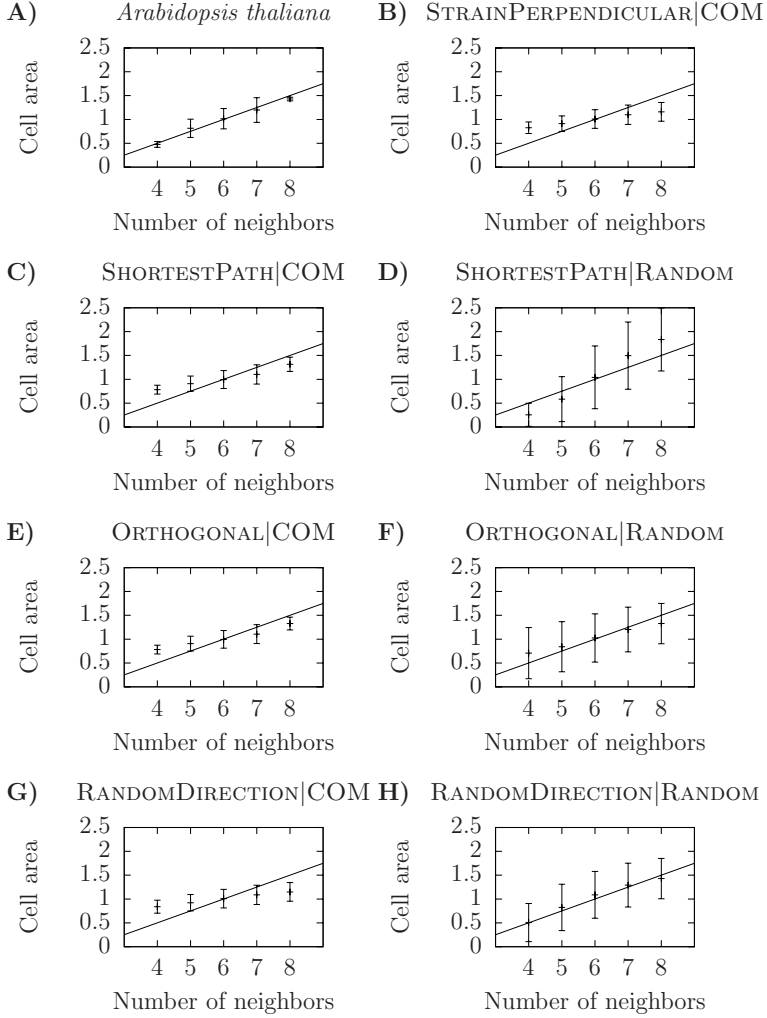 A) Arabidopsis thaliana
Cell area
2.5
2
1.5
1
0.5
0
4 5 6 7 8
Number of neighbors
B) STRAINPERPENDICULAR|COM
Cell area
2.5
2
1.5
1
0.5
0
4 5 6 7 8
Number of neighbors
C) SHORTESTPATH|COM
Cell area
2.5
2
1.5
1
0.5
0
4 5 6 7 8
Number of neighbors
D) SHORTESTPATH|RANDOM
Cell area
2.5
2
1.5
1
0.5
0
4 5 6 7 8
Number of neighbors
E) ORTHOGONAL|COM
Cell area
2.5
2
1.5
1
0.5
0
4 5 6 7 8
Number of neighbors
F) ORTHOGONAL|RANDOM
Cell area
2.5
2
1.5
1
0.5
0
4 5 6 7 8
Number of neighbors
G) RANDOMDIRECTION|COM
Cell area
2.5
2
1.5
1
0.5
0
4 5 6 7 8
Number of neighbors
H) RANDOMDIRECTION|RANDOM
Cell area
2.5
2
1.5
1
0.5
0
4 5 6 7 8
Number of neighbors